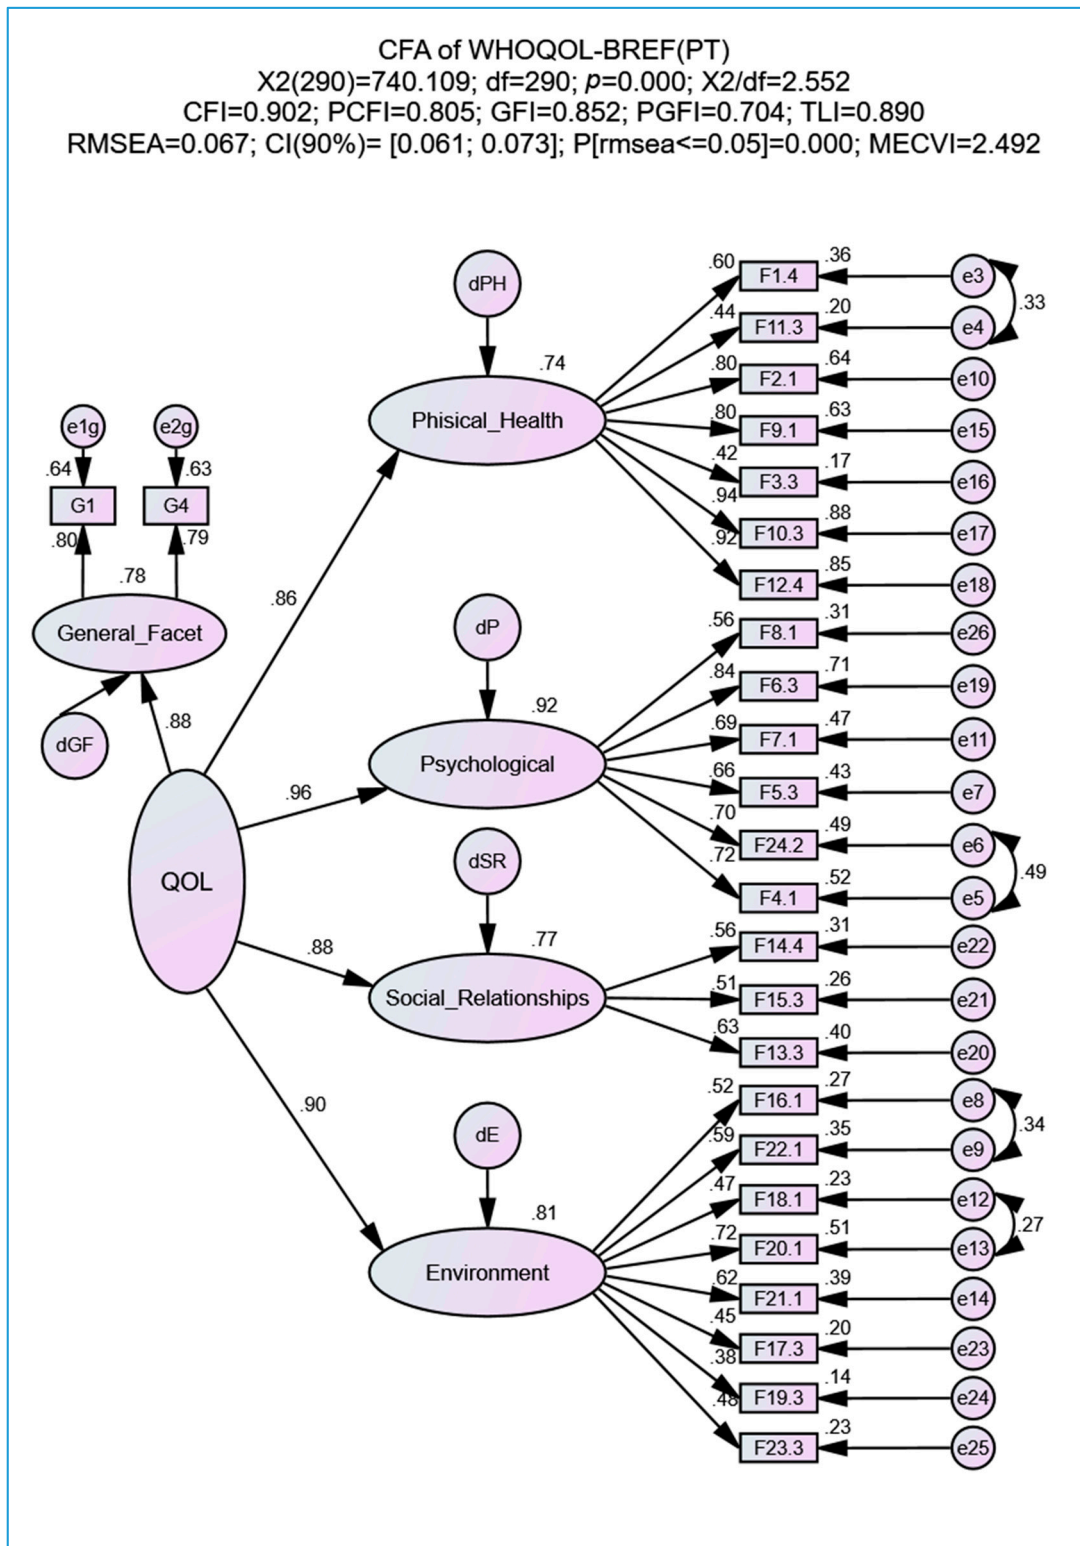 CFA of WHOQOL-BREF(PT)
X2(290)=740.109; df=290; p=0.000; X2/df=2.552
CFI=0.902; PCFI=0.805; GFI=0.852; PGFI=0.704; TLI=0.890
RMSEA=0.067; CI(90%)= [0.061; 0.073]; P[rmsea<=0.05]=0.000; MECVI=2.492
e1g
e2g
.64
.63
G1
G4
.80
.79
.78
General_Facet
dGF
.88
QOL
.86
.96
.88
.90
dPH
.74
Phisical_Health
.60 F1.4 .36 e3
.33
.44 F11.3 .20 e4
.80 F2.1 .64 e10
.80 F9.1 .63 e15
.42 F3.3 .17 e16
.94 F10.3 .88 e17
.92 F12.4 .85 e18
dP
.92
Psychological
.56 F8.1 .31 e26
.84 F6.3 .71 e19
.69 F7.1 .47 e11
.66 F5.3 .43 e7
.70 F24.2 .49 e6
.49
.72 F4.1 .52 e5
dSR
.77
Social_Relationships
.56 F14.4 .31 e22
.51 F15.3 .26 e21
.63 F13.3 .40 e20
dE
.81
Environment
.52 F16.1 .27 e8
.34
.59 F22.1 .35 e9
.47 F18.1 .23 e12
.27
.72 F20.1 .51 e13
.62 F21.1 .39 e14
.45 F17.3 .20 e23
.38 F19.3 .14 e24
.48 F23.3 .23 e25